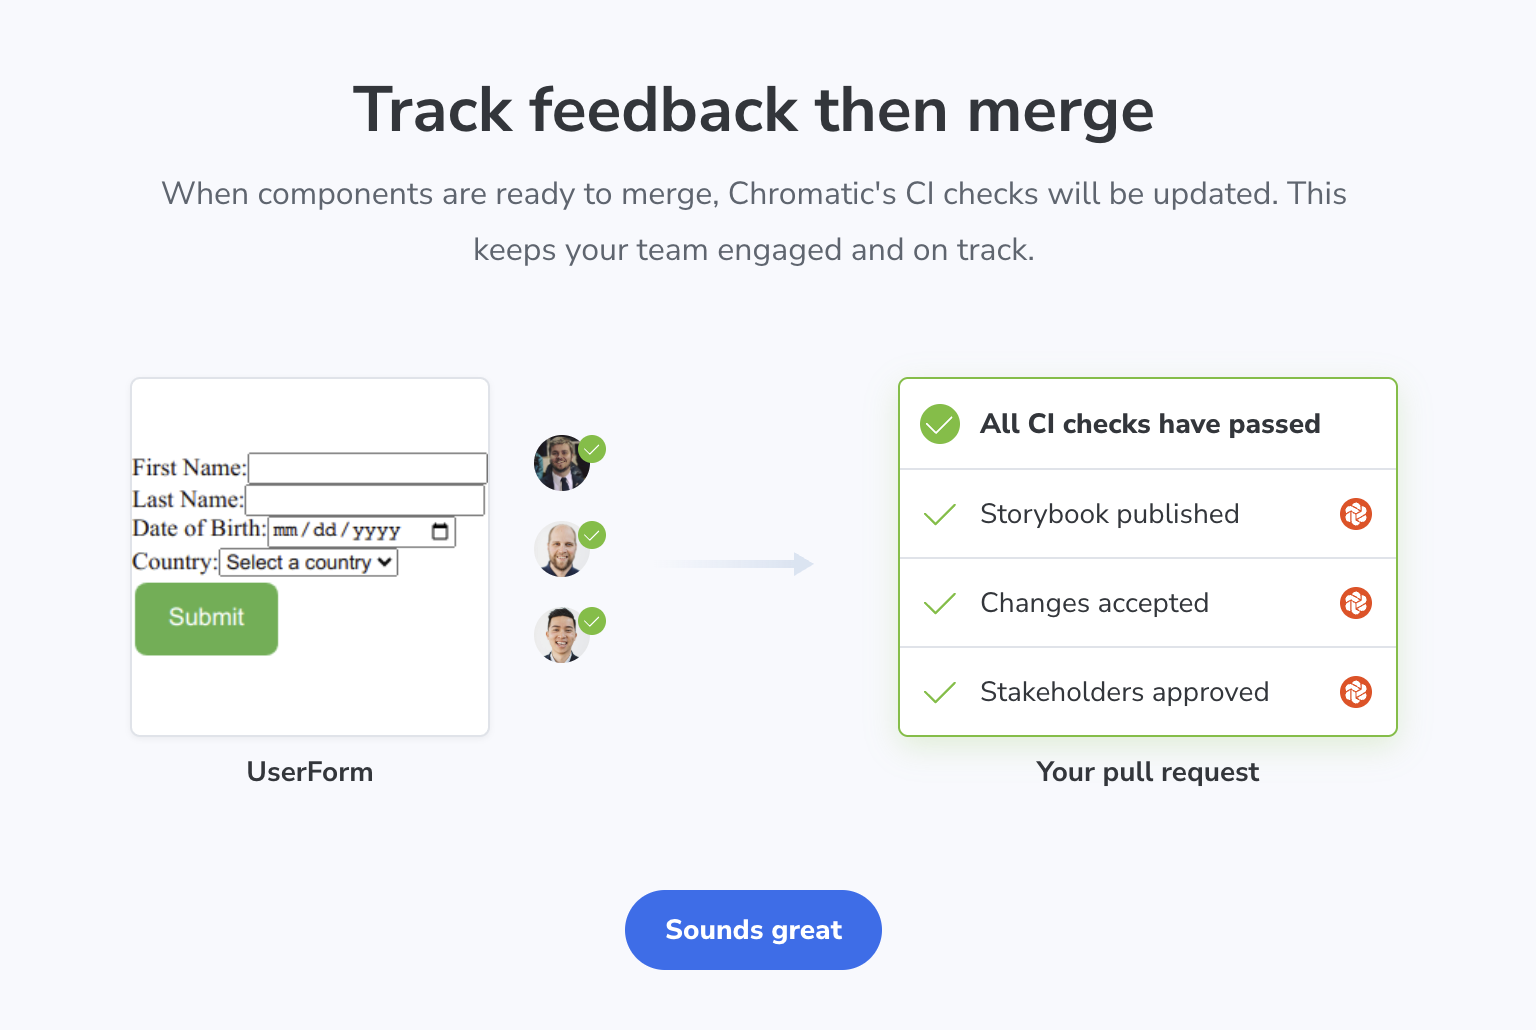 Track feedback then merge
When components are ready to merge, Chromatic's CI checks will be updated. This
keeps your team engaged and on track.
First Name:
Last Name:
Date of Birth: mm/dd/yyyy
Country: Select a country
Submit
UserForm
All CI checks have passed
Storybook published
Changes accepted
Stakeholders approved
Your pull request
Sounds great